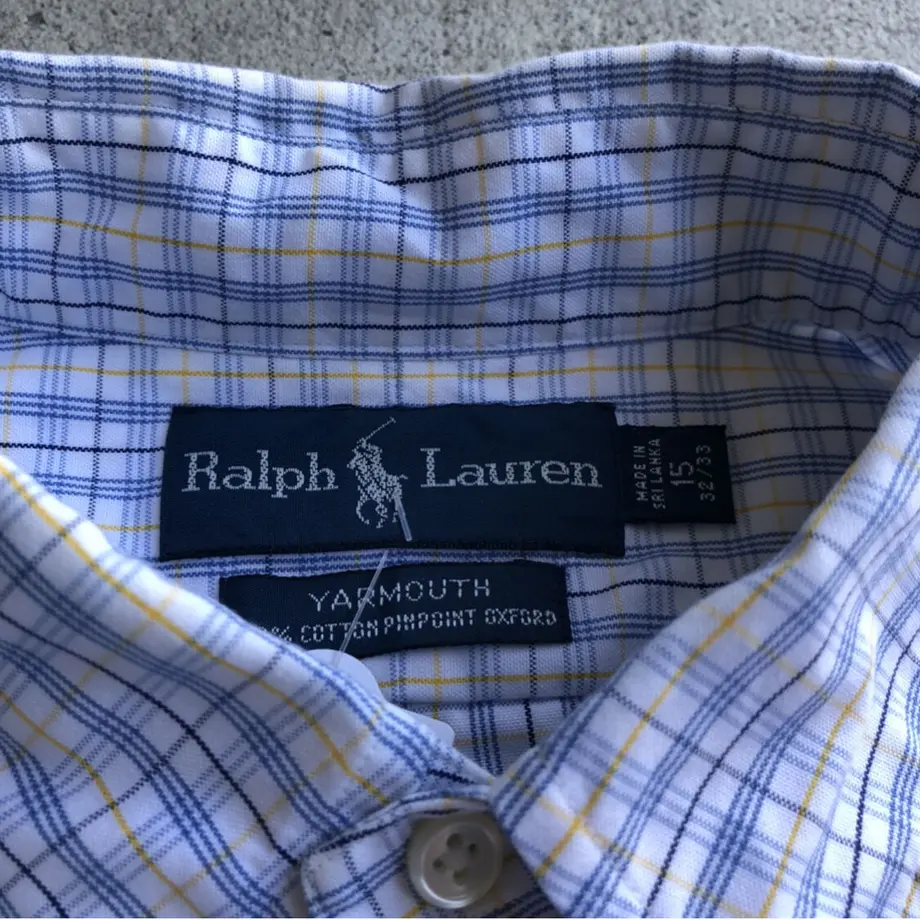 Ralph Lauren
MADE IN
SRI LANKA
15
32/33
YARMOUTH
% COTTON PINPOINT OXFORD